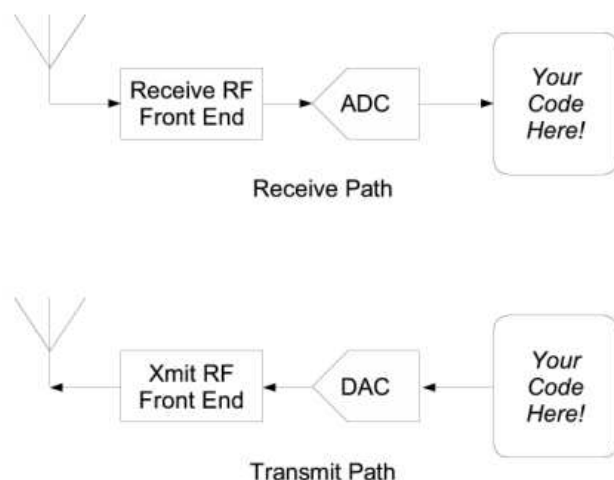 Receive RF
Front End
ADC
Your
Code
Here!
Receive Path
Xmit RF
Front End
DAC
Your
Code
Here!
Transmit Path